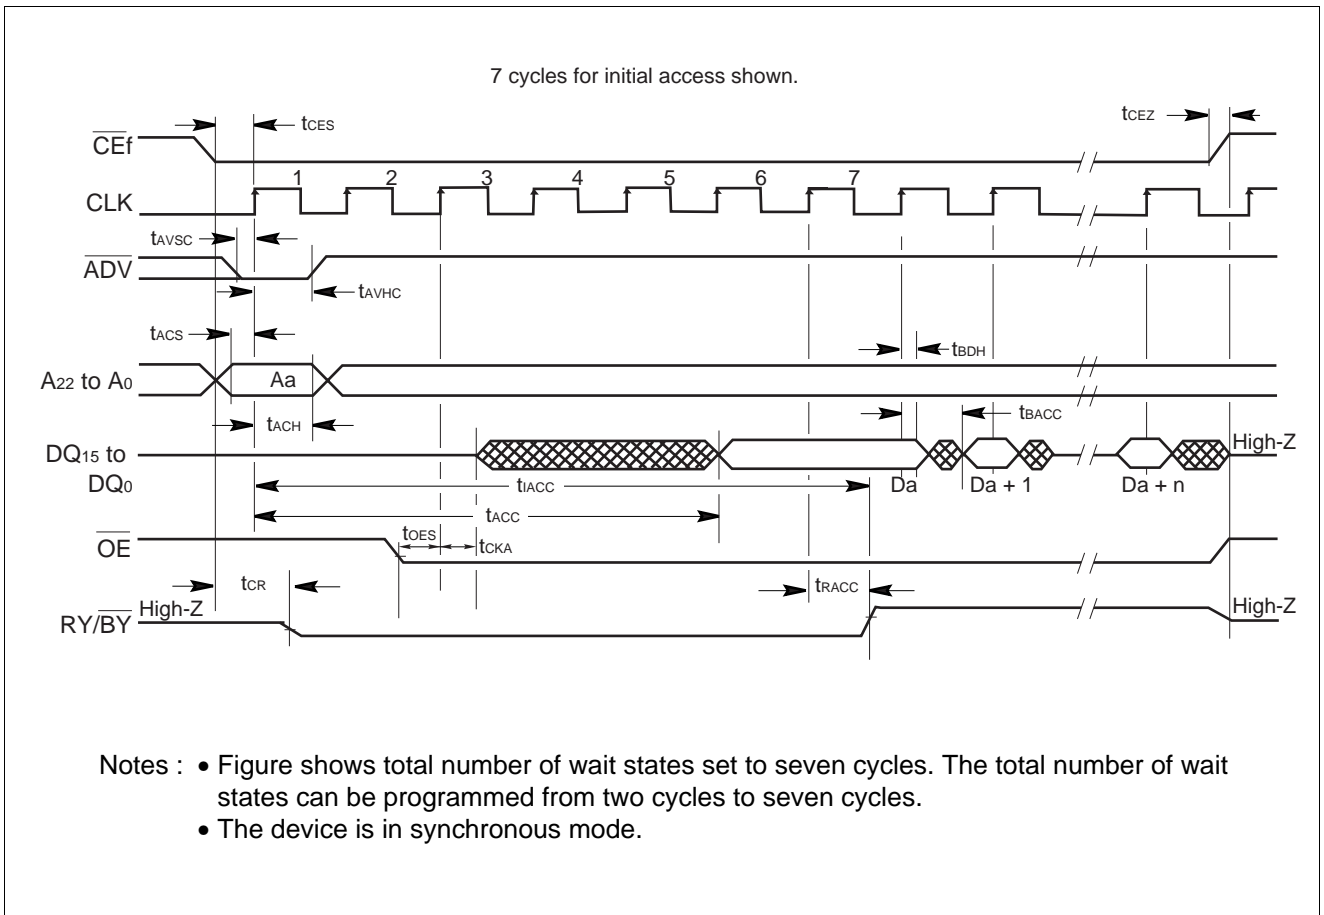 7 cycles for initial access shown.
tCES
tCEZ
CEf
1 2 3 4 5 6 7
CLK
tAVSC
ADV
tAVHC
tACS
tBDH
A22 to A0
Aa
tACH
tBACC
DQ15 to
DQ0
High-Z
Da
Da + 1
Da + n
tIACC
tACC
tOES
tCKA
OE
tCR
tRACC
RY/BY
High-Z
High-Z
Notes : • Figure shows total number of wait states set to seven cycles. The total number of wait
states can be programmed from two cycles to seven cycles.
• The device is in synchronous mode.